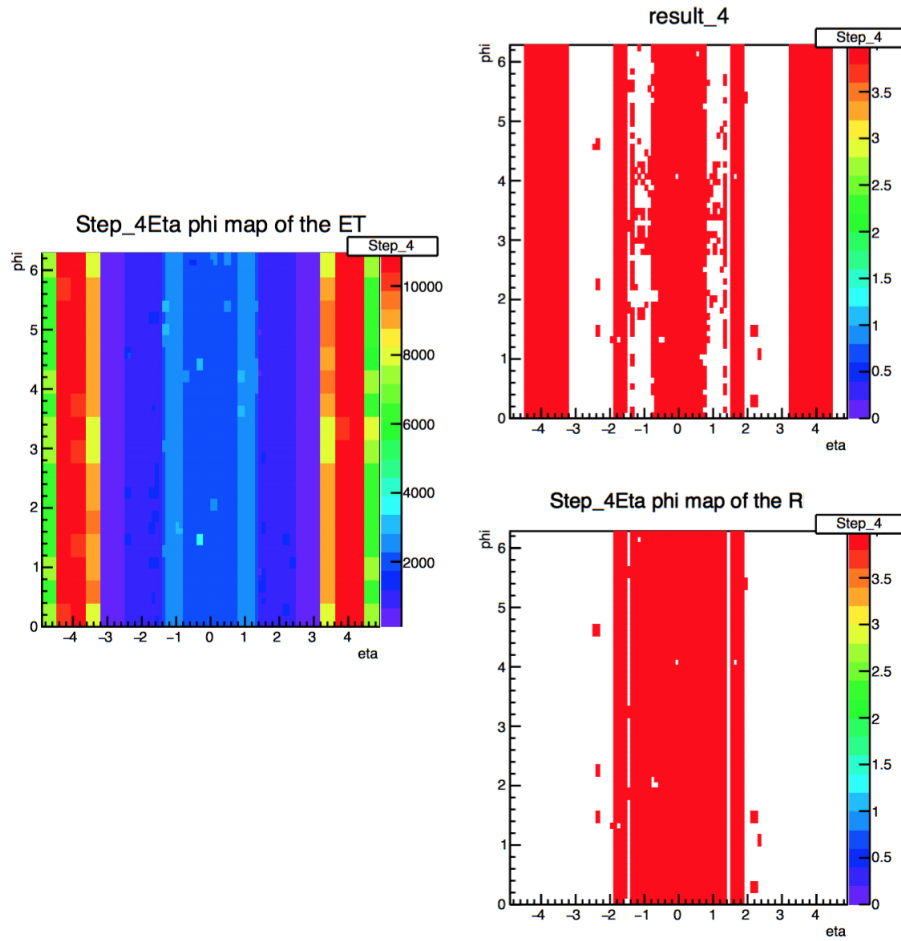 result_4
Step_4
phi
6
5
4
3
2
1
0
−4 −3 −2 −1 0 1 2 3 4
eta
3.5
3
2.5
2
1.5
1
0.5
0
Step_4Eta phi map of the ET
Step_4
phi
6
5
4
3
2
1
0
−4 −3 −2 −1 0 1 2 3 4
eta
10000
8000
6000
4000
2000
Step_4Eta phi map of the R
Step_4
phi
6
5
4
3
2
1
0
−4 −3 −2 −1 0 1 2 3 4
eta
3.5
3
2.5
2
1.5
1
0.5
0